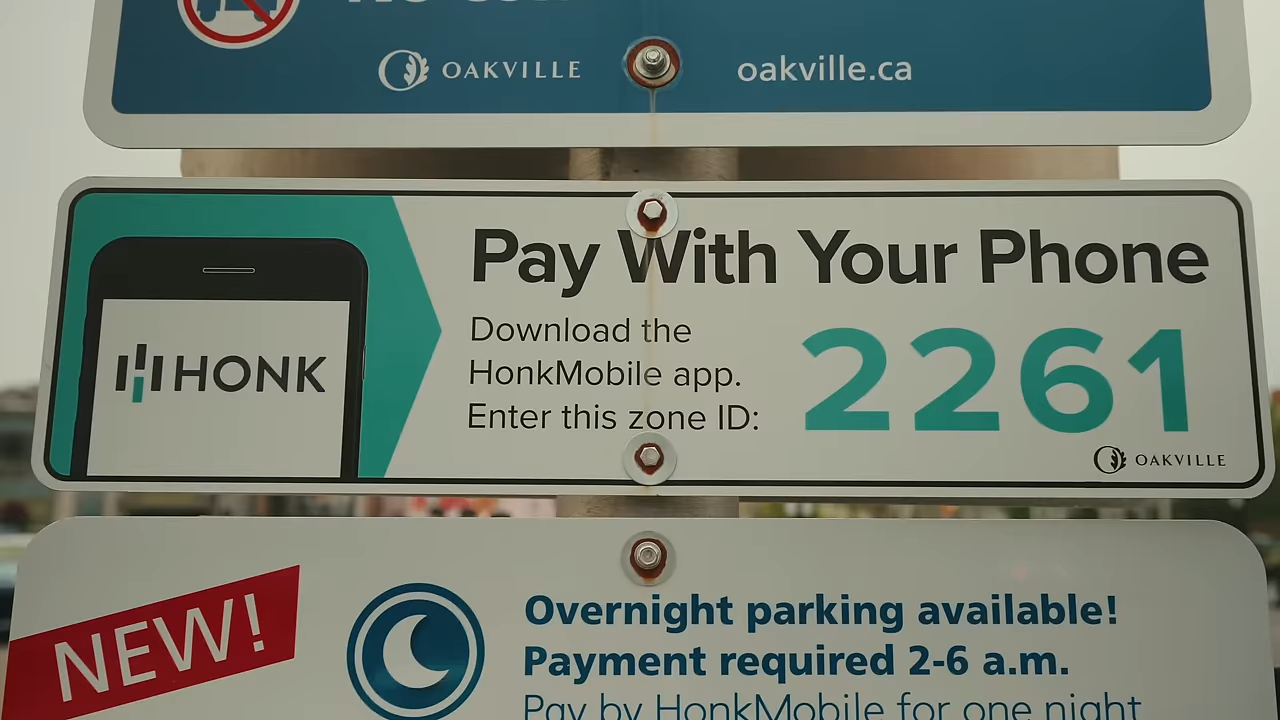 OAKVILLE
oakville.ca
Pay With Your Phone
HONK
Download the
HonkMobile app.
Enter this zone ID:
2261
OAKVILLE
NEW!
Overnight parking available!
Payment required 2-6 a.m.
Pay by HonkMobile for one night